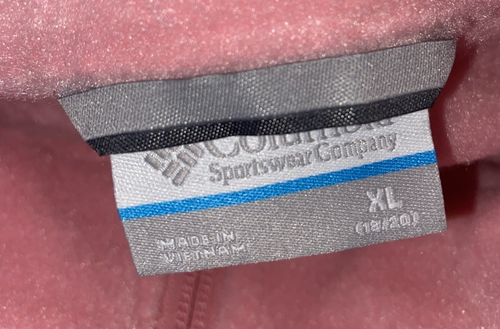 Columbia
Sportswear Company
XL
(18/20)
MADE IN
VIETNAM